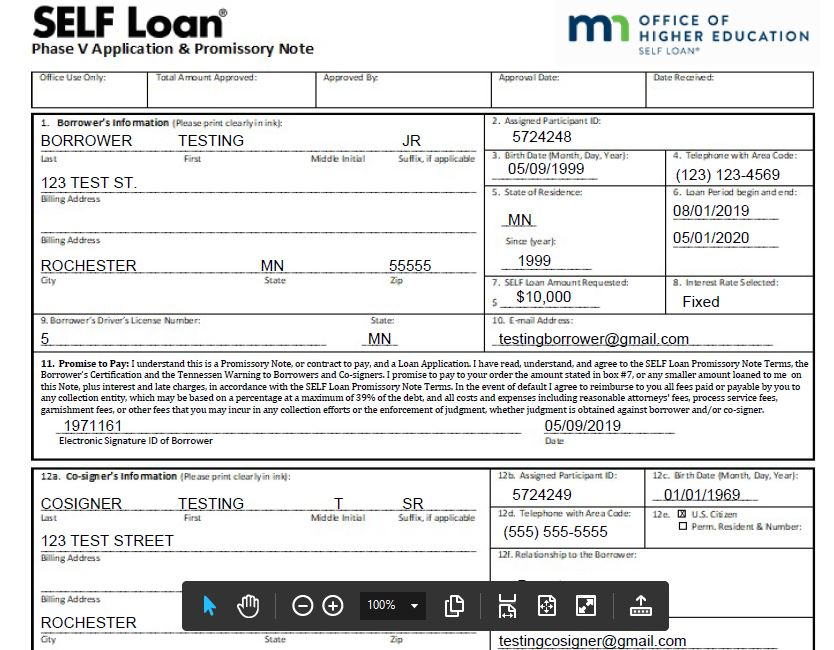 SELF Loan®
Phase V Application & Promissory Note
mn OFFICE OF
HIGHER EDUCATION
SELF LOAN®
Office Use Only: Total Amount Approved: Approved By: Approval Date: Date Received:
1. Borrower's Information (Please print clearly in ink):
BORROWER TESTING JR
Last First Middle Initial Suffix, if applicable
123 TEST ST.
Billing Address
Billing Address
ROCHESTER MN 55555
City State Zip
2. Assigned Participant ID:
5724248
3. Birth Date (Month, Day, Year):
05/09/1999
4. Telephone with Area Code:
(123) 123-4569
5. State of Residence:
MN
Since (year):
1999
6. Loan Period begin and end:
08/01/2019
05/01/2020
7. SELF Loan Amount Requested:
$ $10,000
8. Interest Rate Selected:
Fixed
9. Borrower's Driver's License Number: State:
5 MN
10. E-mail Address:
testingborrower@gmail.com
11. Promise to Pay: I understand this is a Promissory Note, or contract to pay, and a Loan Application. I have read, understand, and agree to the SELF Loan Promissory Note Terms, the
Borrower's Certification and the Tennessen Warning to Borrowers and Co-signers. I promise to pay to your order the amount stated in box #7, or any smaller amount loaned to me on
this Note, plus interest and late charges, in accordance with the SELF Loan Promissory Note Terms. In the event of default I agree to reimburse to you all fees paid or payable by you to
any collection entity, which may be based on a percentage at a maximum of 39% of the debt, and all costs and expenses including reasonable attorneys' fees, process service fees,
garnishment fees, or other fees that you may incur in any collection efforts or the enforcement of judgment, whether judgment is obtained against borrower and/or co-signer.
1971161 05/09/2019
Electronic Signature ID of Borrower Date
12a. Co-signer's Information (Please print clearly in ink):
COSIGNER TESTING T SR
Last First Middle Initial Suffix, if applicable
123 TEST STREET
Billing Address
Billing Address
ROCHESTER
City State Zip
12b. Assigned Participant ID:
5724249
12c. Birth Date (Month, Day, Year):
01/01/1969
12d. Telephone with Area Code:
(555) 555-5555
12e. U.S. Citizen
Perm. Resident & Number:
12f. Relationship to the Borrower:
100%
testingcosigner@gmail.com